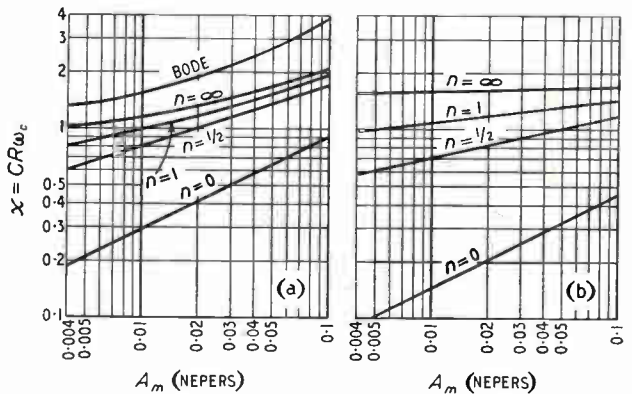 4
2
1
0·5
0·4
0·3
0·2
0·1
χ = CRω_c
BODE
n = ∞
n = 1
n = 1/2
n = 0
(a)
0·004
0·005
0·01
0·02
0·03
0·04
0·05
0·1
A_m (NEPERS)
n = ∞
n = 1
n = 1/2
n = 0
(b)
0·004
0·005
0·01
0·02
0·03
0·04
0·05
0·1
A_m (NEPERS)